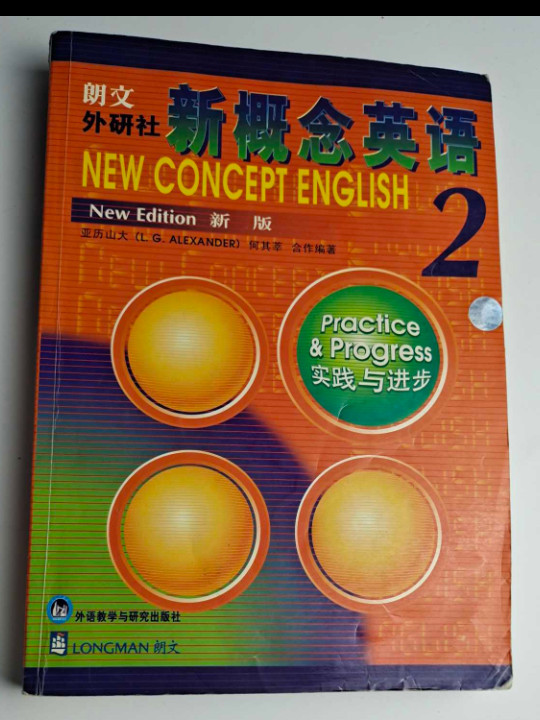 朗文
外研社
新概念英语
NEW CONCEPT ENGLISH
2
New Edition 新 版
亚历山大 (L. G. ALEXANDER) 何其莘 合作编著
Practice
& Progress
实践与进步
外语教学与研究出版社
LONGMAN 朗文